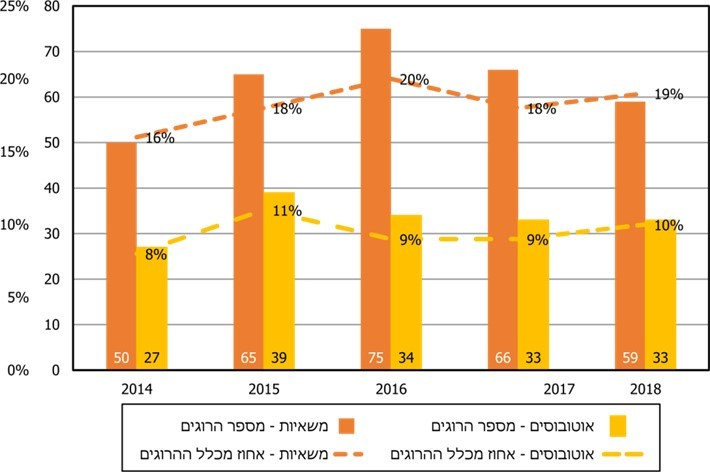 25% 80
70
20% 60
50
15% 40
10% 30
20
5% 10
0% 0
16% 18% 20% 18% 19%
8% 11% 9% 9% 10%
50 27 65 39 75 34 66 33 59 33
2014 2015 2016 2017 2018
משאיות - מספר הרוגים אוטובוסים - מספר הרוגים
משאיות - אחוז מכלל ההרוגים אוטובוסים - אחוז מכלל ההרוגים